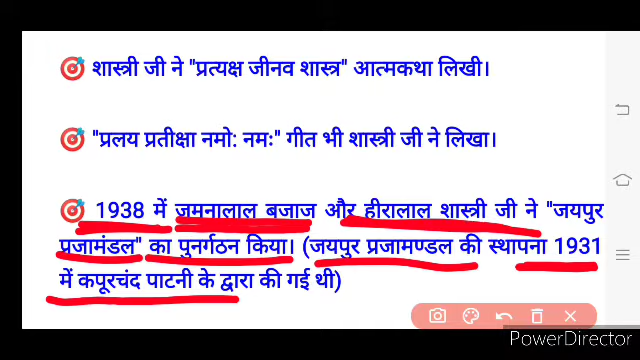 🎯 शास्त्री जी ने "प्रत्यक्ष जीनव शास्त्र" आत्मकथा लिखी।
🎯 "प्रलय प्रतीक्षा नमो: नमः" गीत भी शास्त्री जी ने लिखा।
🎯 1938 में जमनालाल बजाज और हीरालाल शास्त्री जी ने "जयपुर
प्रजामंडल" का पुनर्गठन किया। (जयपुर प्रजामण्डल की स्थापना 1931
में कपूरचंद पाटनी के द्वारा की गई थी)
PowerDirector